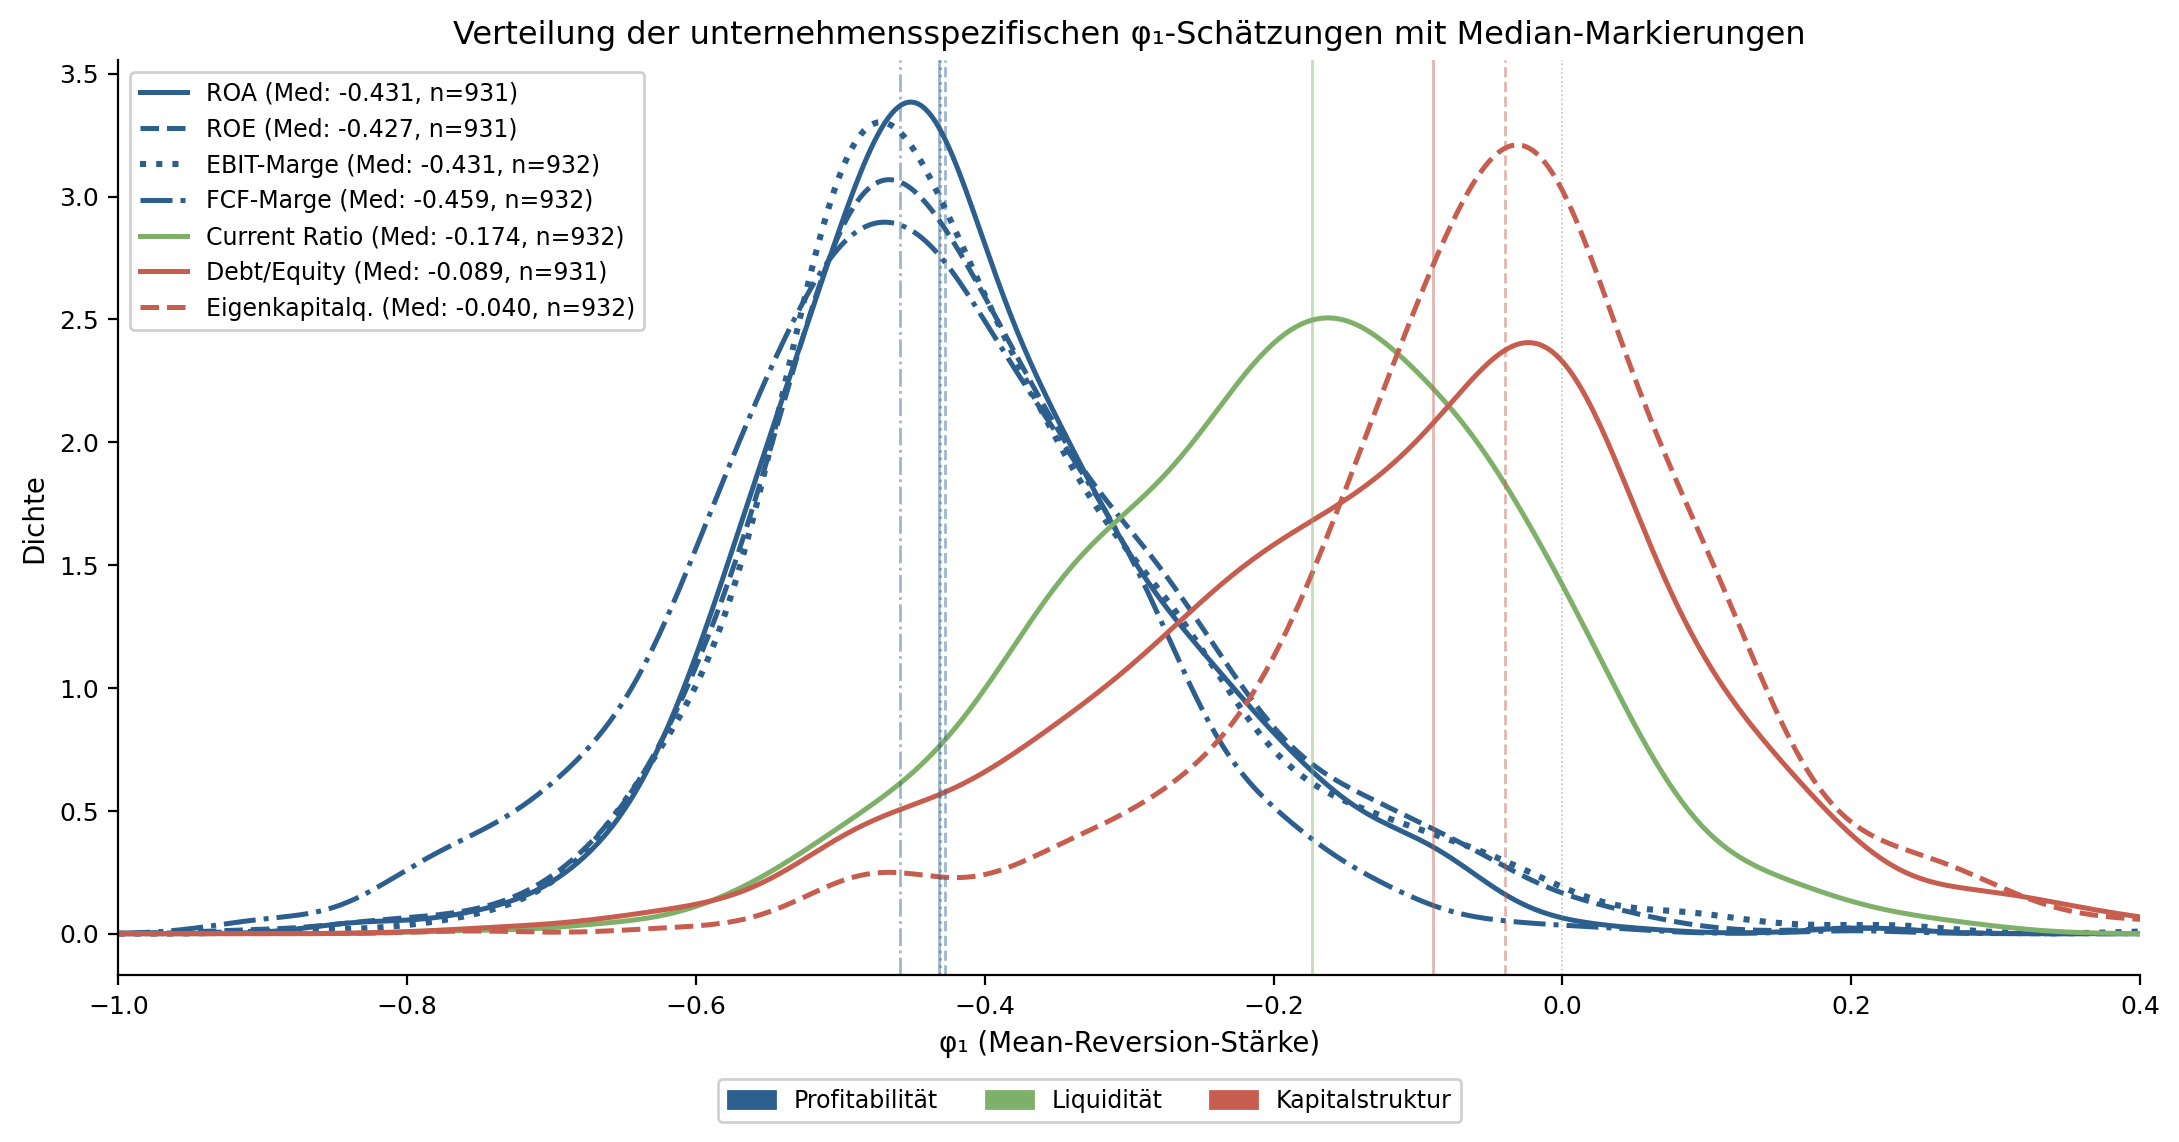 Verteilung der unternehmensspezifischen φ₁-Schätzungen mit Median-Markierungen
ROA (Med: -0.431, n=931)
ROE (Med: -0.427, n=931)
EBIT-Marge (Med: -0.431, n=932)
FCF-Marge (Med: -0.459, n=932)
Current Ratio (Med: -0.174, n=932)
Debt/Equity (Med: -0.089, n=931)
Eigenkapitalq. (Med: -0.040, n=932)
Dichte
3.5
3.0
2.5
2.0
1.5
1.0
0.5
0.0
−1.0 −0.8 −0.6 −0.4 −0.2 0.0 0.2 0.4
φ₁ (Mean-Reversion-Stärke)
Profitabilität Liquidität Kapitalstruktur